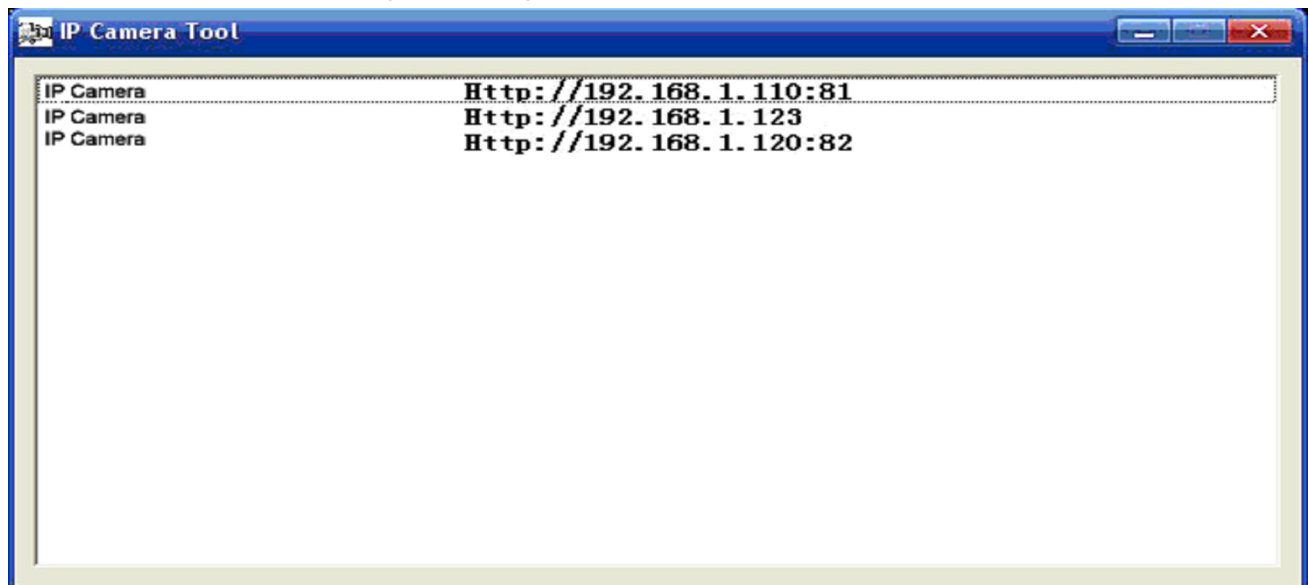 IP Camera Tool
IP Camera Http://192.168.1.110:81
IP Camera Http://192.168.1.123
IP Camera Http://192.168.1.120:82